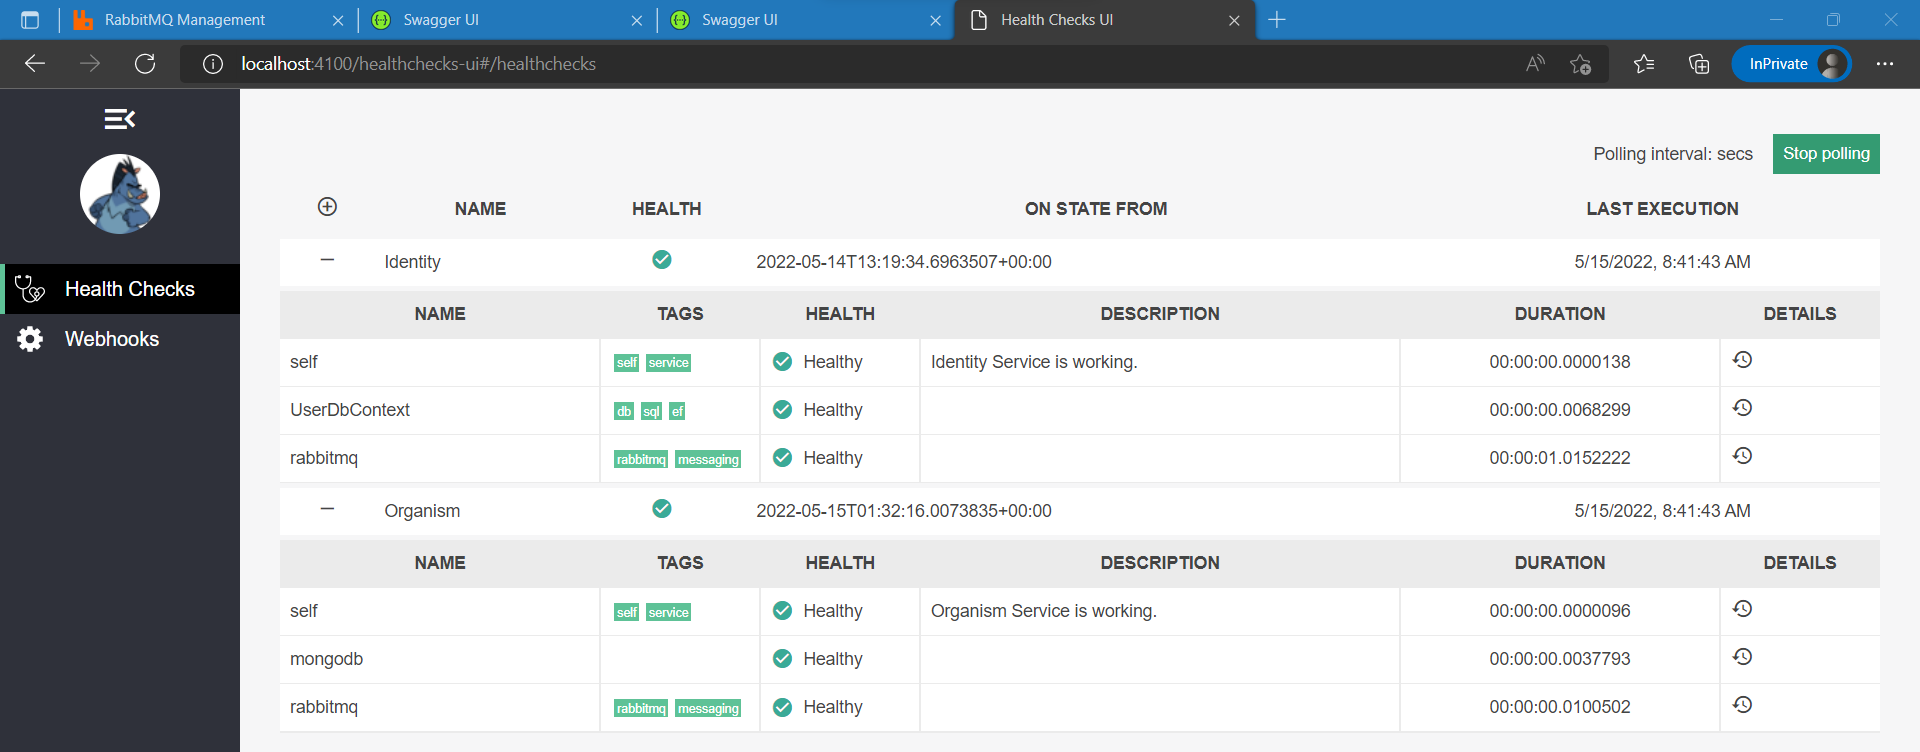 RabbitMQ Management
Swagger UI
Swagger UI
Health Checks UI
localhost:4100/healthchecks-ui#/healthchecks
InPrivate
Polling interval: secs
Stop polling
NAME HEALTH ON STATE FROM LAST EXECUTION
Health Checks
Webhooks
Identity 2022-05-14T13:19:34.6963507+00:00 5/15/2022, 8:41:43 AM
NAME TAGS HEALTH DESCRIPTION DURATION DETAILS
self self service Healthy Identity Service is working. 00:00:00.0000138
UserDbContext db sql ef Healthy 00:00:00.0068299
rabbitmq rabbitmq messaging Healthy 00:00:01.0152222
Organism 2022-05-15T01:32:16.0073835+00:00 5/15/2022, 8:41:43 AM
NAME TAGS HEALTH DESCRIPTION DURATION DETAILS
self self service Healthy Organism Service is working. 00:00:00.0000096
mongodb Healthy 00:00:00.0037793
rabbitmq rabbitmq messaging Healthy 00:00:00.0100502